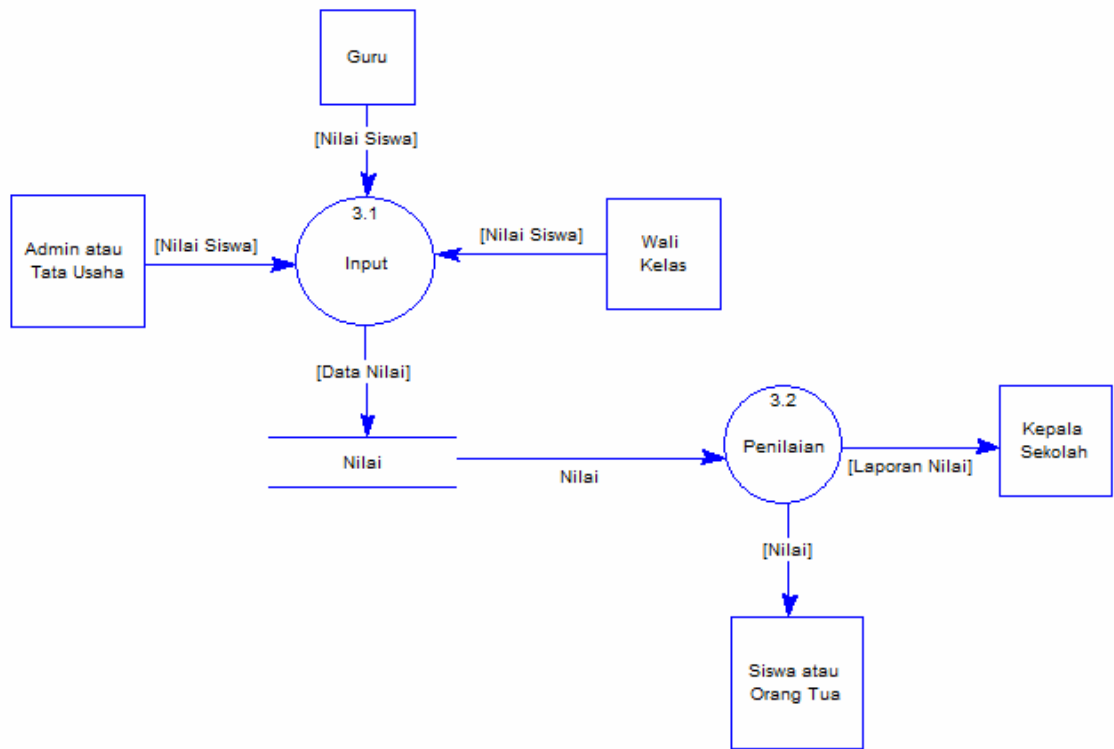 Guru
[Nilai Siswa]
3.1
Input
Admin atau
Tata Usaha
[Nilai Siswa]
[Nilai Siswa]
Wali
Kelas
[Data Nilai]
Nilai
Nilai
3.2
Penilaian
[Laporan Nilai]
Kepala
Sekolah
[Nilai]
Siswa atau
Orang Tua